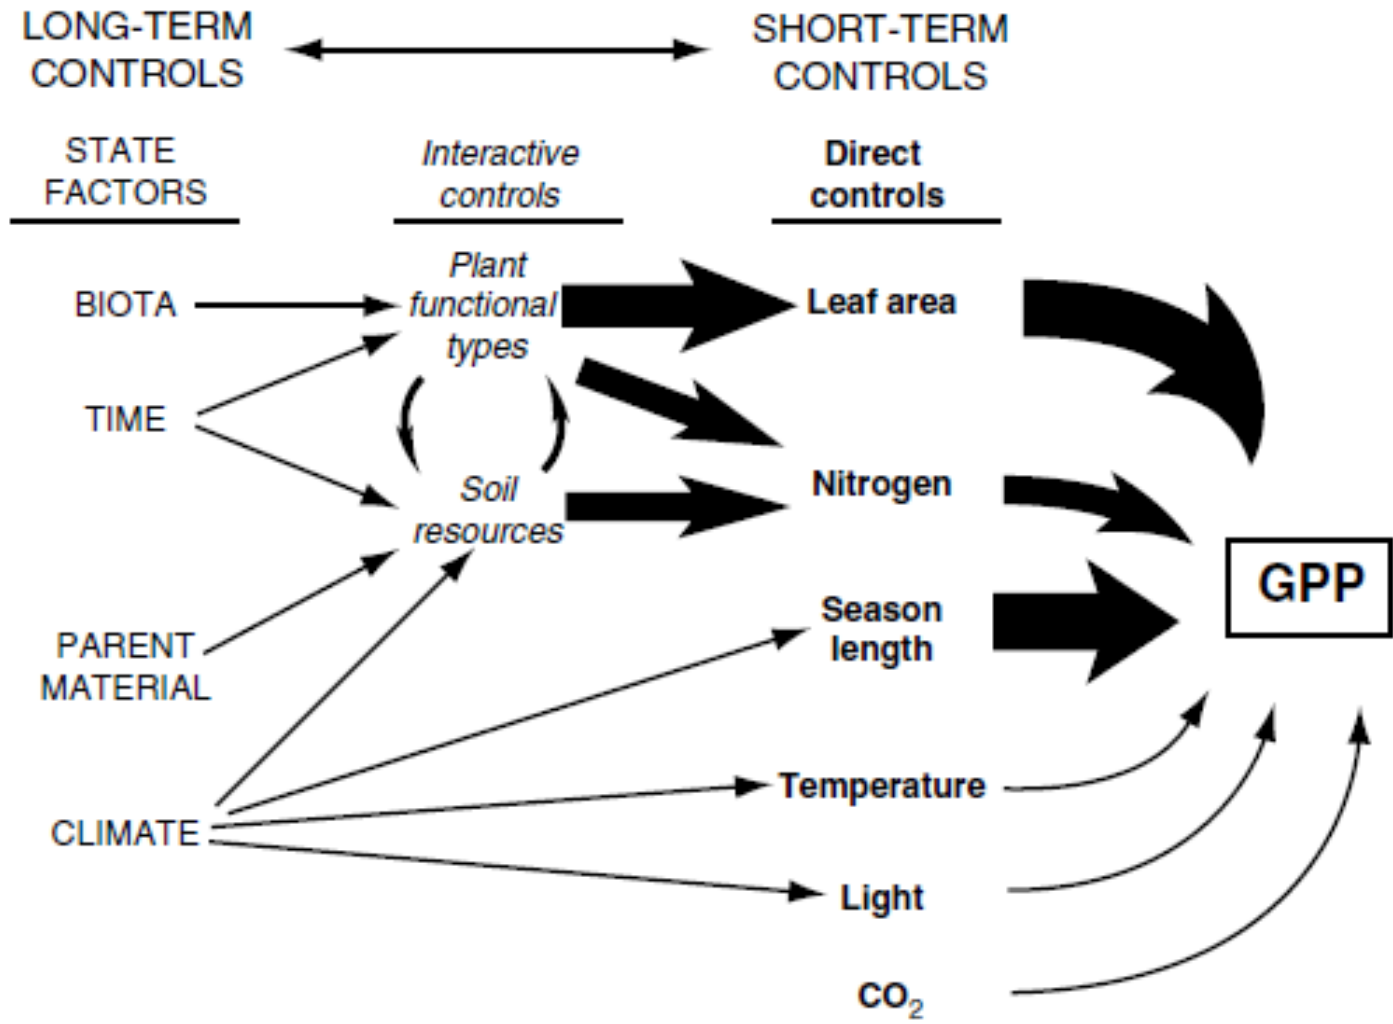 LONG-TERM
CONTROLS
SHORT-TERM
CONTROLS
STATE
FACTORS
Interactive
controls
Direct
controls
BIOTA
TIME
PARENT
MATERIAL
CLIMATE
Plant
functional
types
Soil
resources
Leaf area
Nitrogen
Season
length
Temperature
Light
CO₂
GPP